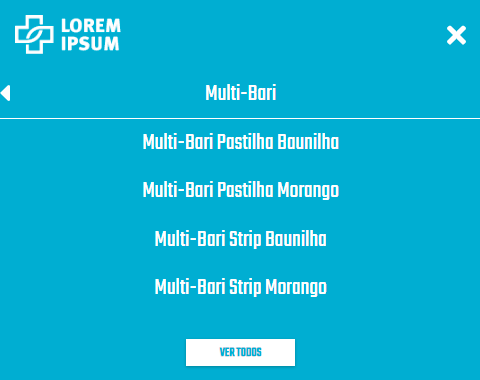 LOREM
IPSUM
Multi-Bari
Multi-Bari Pastilha Baunilha
Multi-Bari Pastilha Morango
Multi-Bari Strip Baunilha
Multi-Bari Strip Morango
VER TODOS